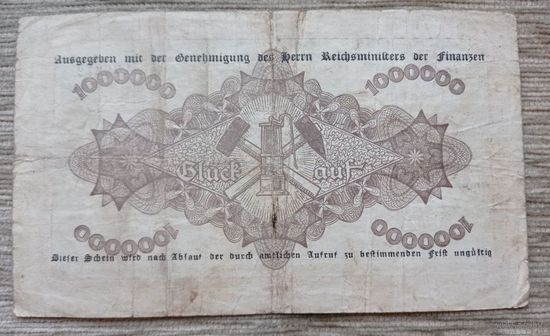 Ausgegeben mit der Genehmigung des Herrn Reichsministers der Finanzen
1000000 1000000
Glück auf
1000000 1000000
Dieser Schein wird nach Ablauf der durch amtlichen Aufruf zu bestimmenden Frist ungültig